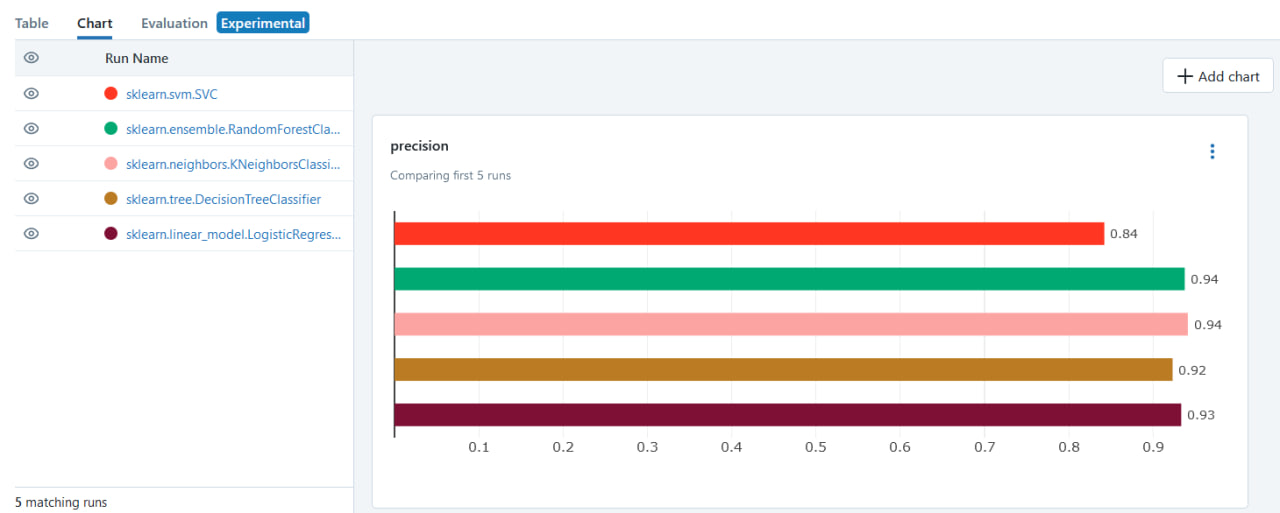 Table Chart Evaluation Experimental
Run Name
sklearn.svm.SVC
sklearn.ensemble.RandomForestCla...
sklearn.neighbors.KNeighborsClassi...
sklearn.tree.DecisionTreeClassifier
sklearn.linear_model.LogisticRegres...
5 matching runs
+ Add chart
precision
Comparing first 5 runs
0.84
0.94
0.94
0.92
0.93
0.1 0.2 0.3 0.4 0.5 0.6 0.7 0.8 0.9